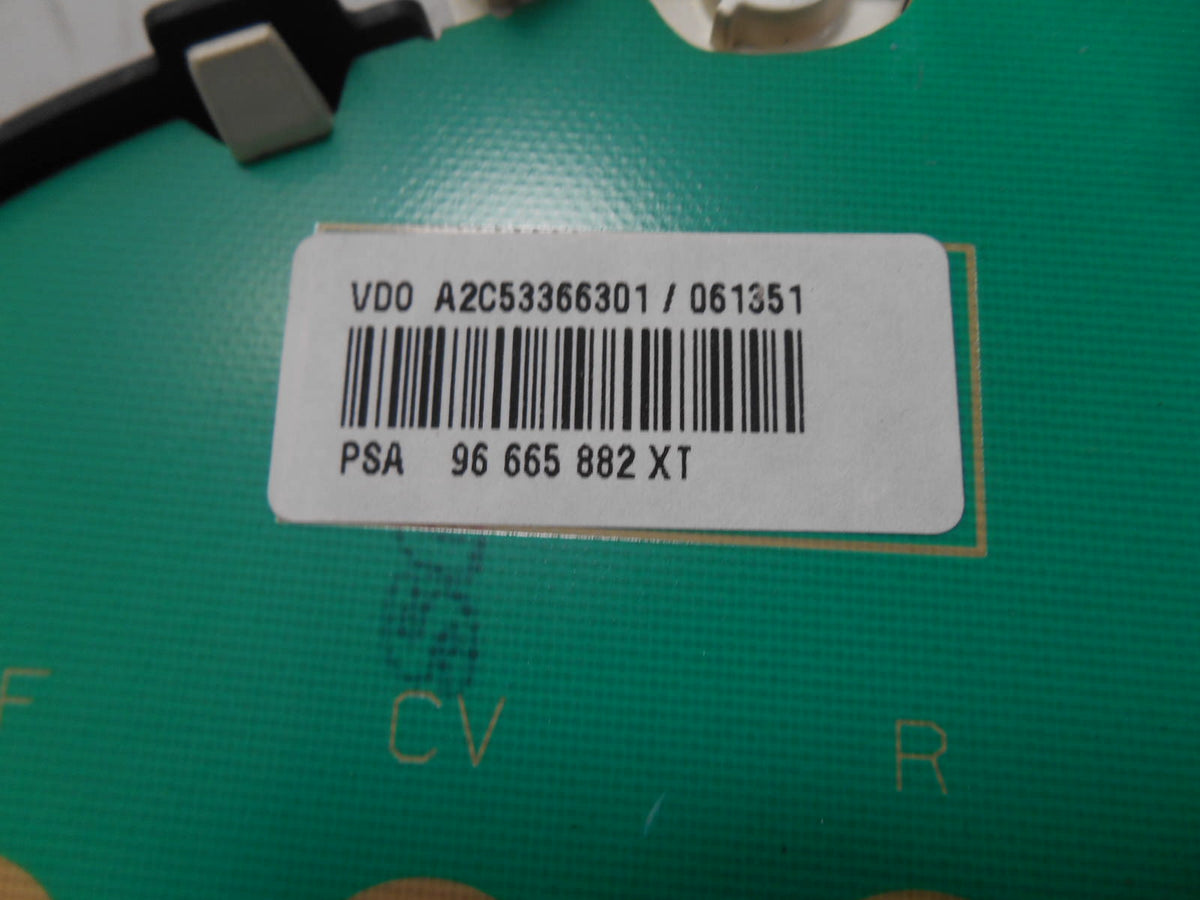 VDO A2C53366301 / 061351
PSA 96 665 882 XT
F
CV
R